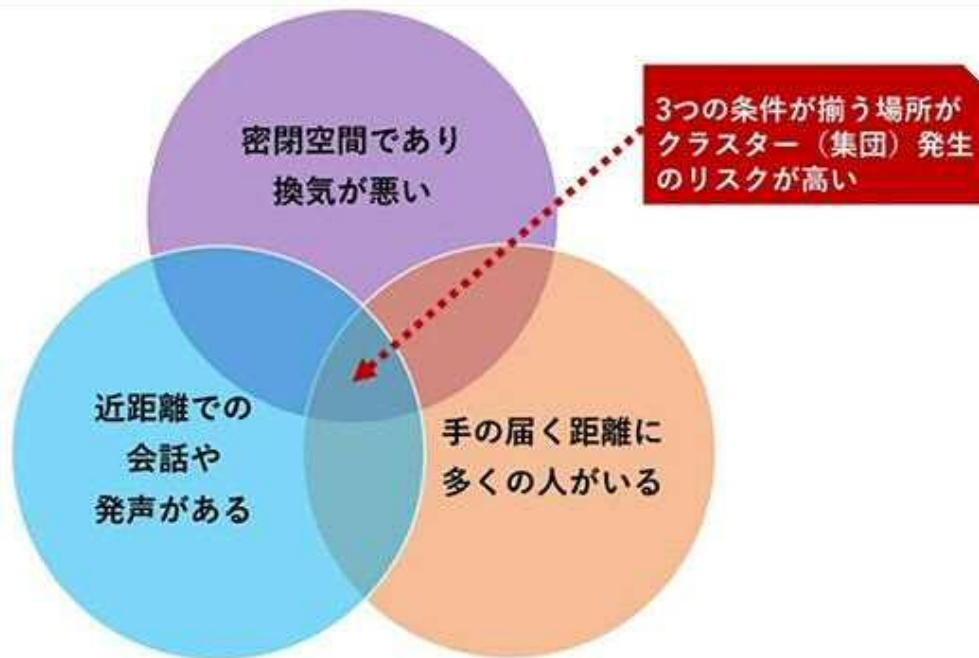 密閉空間であり
換気が悪い
3つの条件が揃う場所が
クラスター（集団）発生
のリスクが高い
近距離での
会話や
発声がある
手の届く距離に
多くの人がいる